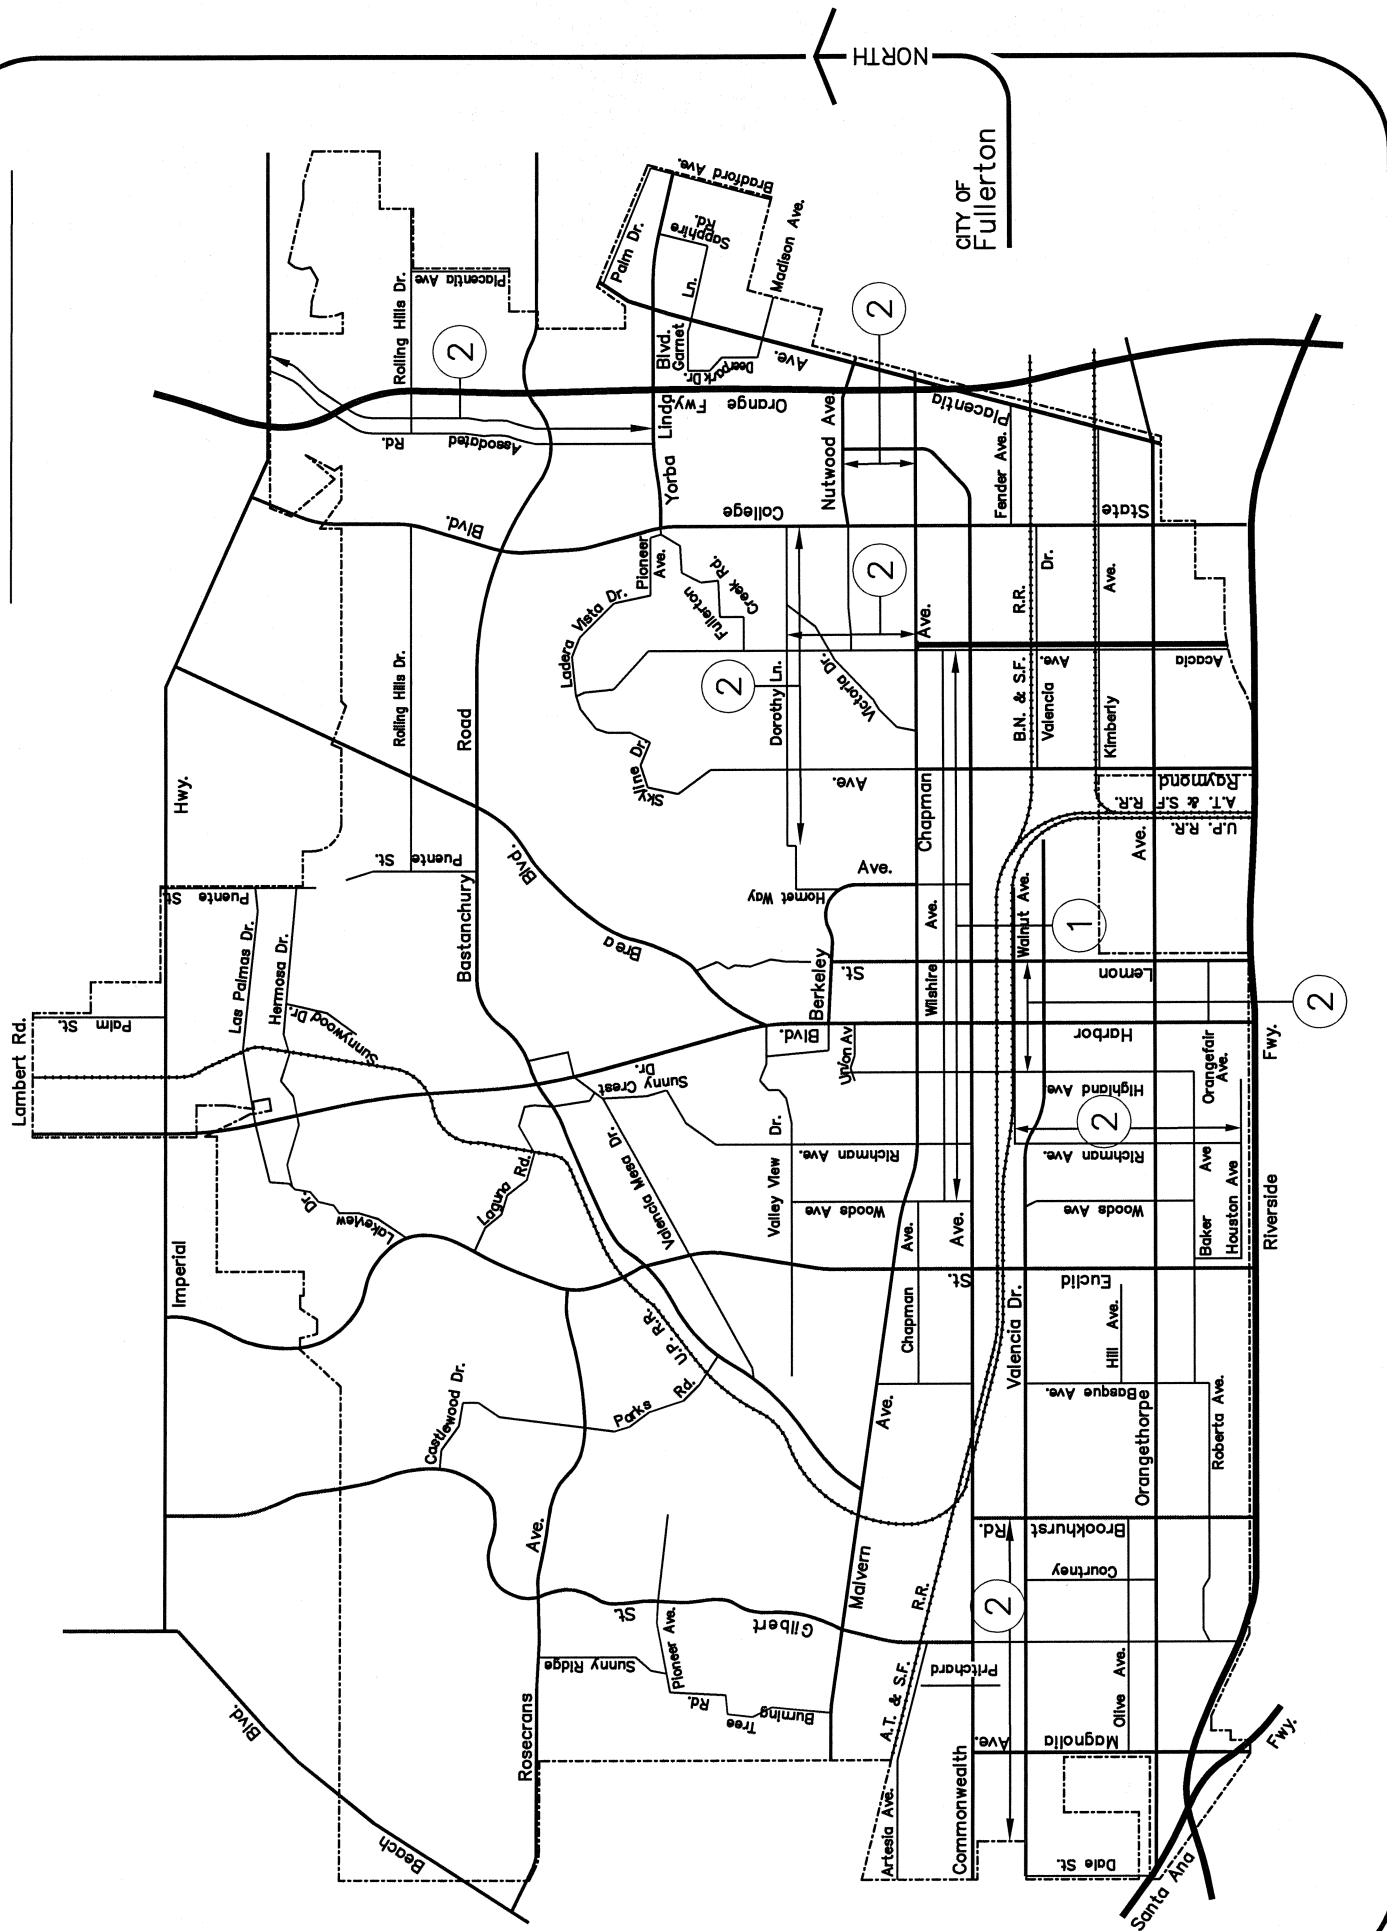 NORTH
CITY OF
Fullerton
Lambert Rd.
Palm St.
Imperial
Hwy.
Puente St
Las Palmas Dr.
Hermosa Dr.
Sunnywood Dr.
Lakeview Dr.
Laguna Rd.
Castlewood Dr.
Parks Rd.
U.P. R.R.
Valencia Mesa Dr.
Sunny Crest Dr.
Bastanchury
Road
Puente St.
Rolling Hills Dr.
Rolling Hills Dr.
Placentia Ave
Associated Rd.
Brea Blvd.
Beach Blvd.
Rosecrans
Ave.
Sunny Ridge
Pioneer Ave.
Burning Tree Rd.
Gilbert St.
Malvern
Ave.
Skyline Dr.
Ladera Vista Dr.
Pioneer Ave.
Fullerton Creek Rd.
Yorba
Linda
Blvd.
Palm Dr.
Bradford Ave.
Sapphire Rd.
Garnet
Ln.
Deerpark Dr.
Madison Ave.
Orange Fwy.
Placentia
Ave.
College
Blvd.
State
Nutwood Ave.
Dorothy Ln.
Victoria Dr.
Hornet Way
Berkeley
Ave.
Valley View Dr.
Union Av
Harbor
Blvd.
Lemon
St.
Richman Ave.
Woods Ave
Chapman
Ave.
Chapman
Ave.
Wilshire
Ave.
Artesia Ave.
A.T. & S.F.
R.R.
Pritchard
Commonwealth
Ave.
Fender Ave.
B.N. & S.F.
R.R.
Valencia
Dr.
Kimberly
Ave.
Acacia
Ave.
Raymond
Ave.
A.T. & S.F. R.R.
U.P. R.R.
Walnut Ave.
Valencia Dr.
Highland Ave.
Richman Ave.
Woods Ave
Euclid
St.
Basque Ave.
Hill Ave.
Brookhurst
Rd.
Courtney
Olive Ave.
Magnolia
Ave.
Dale St.
Orangethorpe
Ave.
Orangefair
Ave.
Baker
Ave
Houston Ave
Roberta Ave.
Riverside
Fwy.
Santa Ana
Fwy.
1
2
2
2
2
2
2
2
2